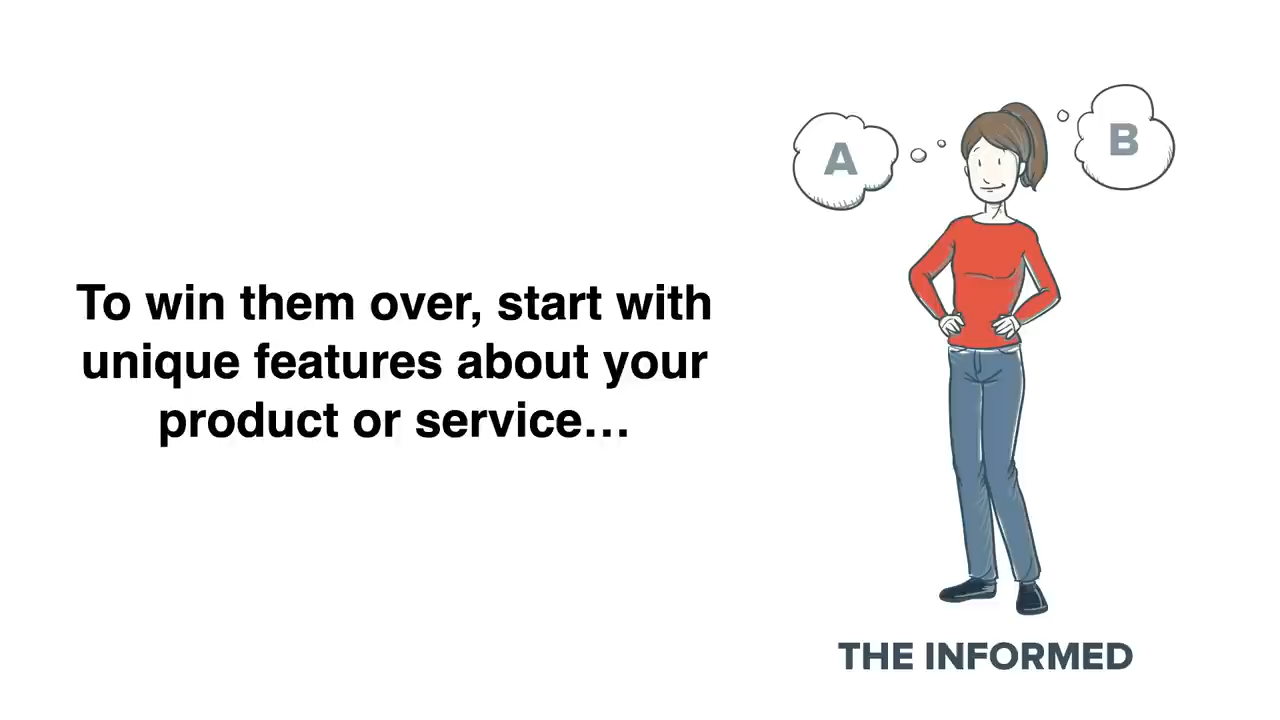 To win them over, start with
unique features about your
product or service…
A
B
THE INFORMED